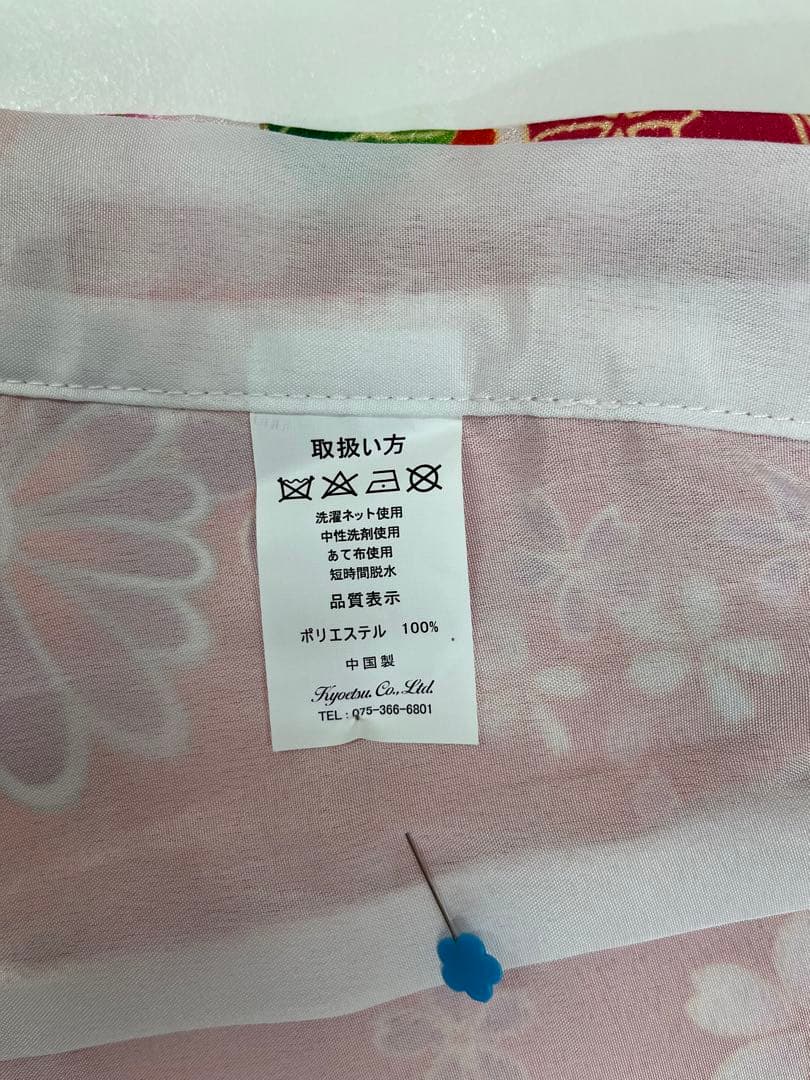 取扱い方
洗濯ネット使用
中性洗剤使用
あて布使用
短時間脱水
品質表示
ポリエステル 100%
中国製
Kyoetsu. Co., Ltd.
TEL : 075-366-6801